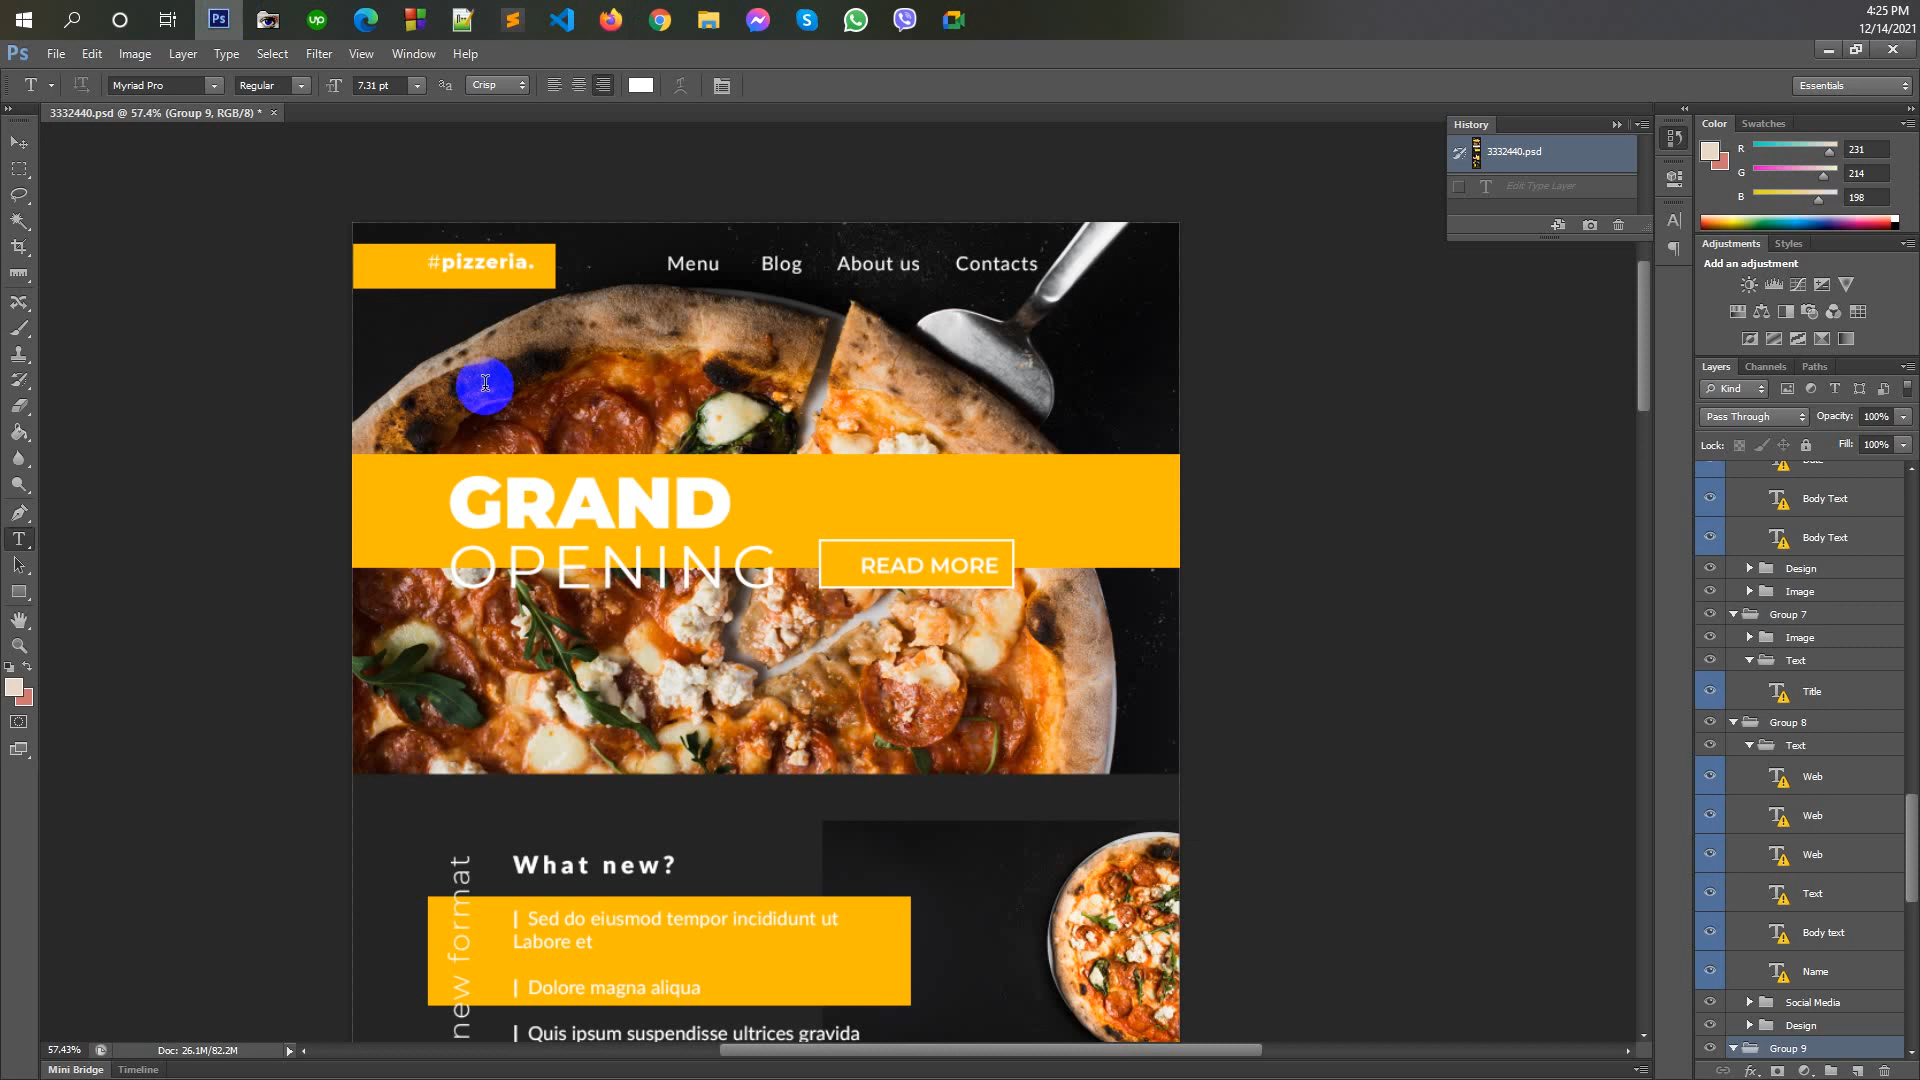 4:25 PM
12/14/2021
Ps
File Edit Image Layer Type Select Filter View Window Help
Myriad Pro Regular 7.31 pt Crisp Essentials
3332440.psd @ 57.4% (Group 9, RGB/8) *
History
3332440.psd
Edit Type Layer
Color Swatches
R 231
G 214
B 198
Adjustments Styles
Add an adjustment
Layers Channels Paths
Kind
Pass Through Opacity: 100%
Lock: Fill: 100%
Body Text
Body Text
Design
Image
Group 7
Image
Text
Title
Group 8
Text
Web
Web
Web
Text
Body text
Name
Social Media
Design
Group 9
#pizzeria. Menu Blog About us Contacts
GRAND
OPENING
READ MORE
new format
What new?
| Sed do eiusmod tempor incididunt ut
Labore et
| Dolore magna aliqua
| Quis ipsum suspendisse ultrices gravida
57.43% Doc: 26.1M/82.2M
Mini Bridge Timeline